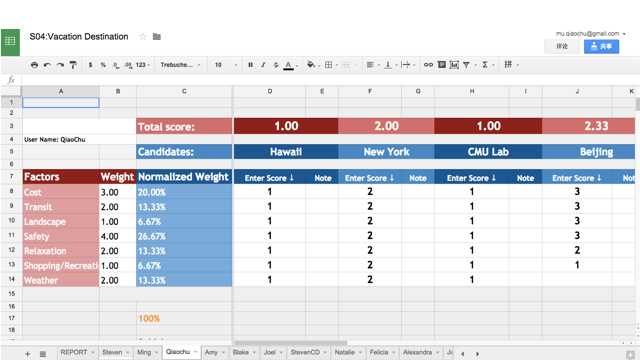 S04:Vacation Destination
mu.qiaochu@gmail.com
评论 共享
$ % .0 .00 123 Trebuche... 10 B I S A Σ
fx
A B C D E F G H I J K
1
2
3 Total score: 1.00 2.00 1.00 2.33
4 User Name: QiaoChu
5 Candidates: Hawaii New York CMU Lab Beijing
6
7 Factors Weight Normalized Weight Enter Score ↓ Note Enter Score ↓ Note Enter Score ↓ Note Enter Score ↓ Not
8 Cost 3.00 20.00% 1 2 1 3
9 Transit 2.00 13.33% 1 2 1 3
10 Landscape 1.00 6.67% 1 2 1 3
11 Safety 4.00 26.67% 1 2 1 3
12 Relaxation 2.00 13.33% 1 2 1 2
13 Shopping/Recreati 1.00 6.67% 1 2 1 1
14 Weather 2.00 13.33% 1 2 1
15
16
17 100%
18
REPORT Steven Ming Qiaochu Amy Blake Joel StevenCD Natalie Felicia Alexandra